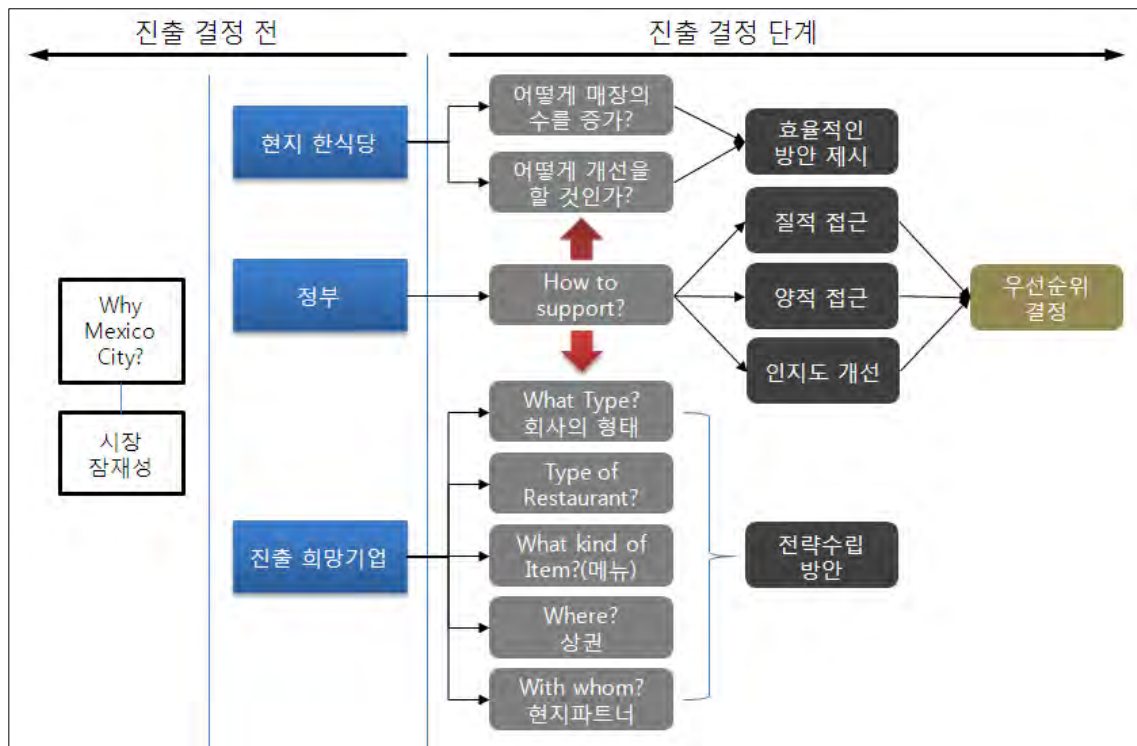 진출 결정 전
진출 결정 단계
Why
Mexico
City?
시장
잠재성
현지 한식당
정부
진출 희망기업
어떻게 매장의
수를 증가?
어떻게 개선을
할 것인가?
How to
support?
What Type?
회사의 형태
Type of
Restaurant?
What kind of
Item?(메뉴)
Where?
상권
With whom?
현지파트너
효율적인
방안 제시
질적 접근
양적 접근
인지도 개선
전략수립
방안
우선순위
결정